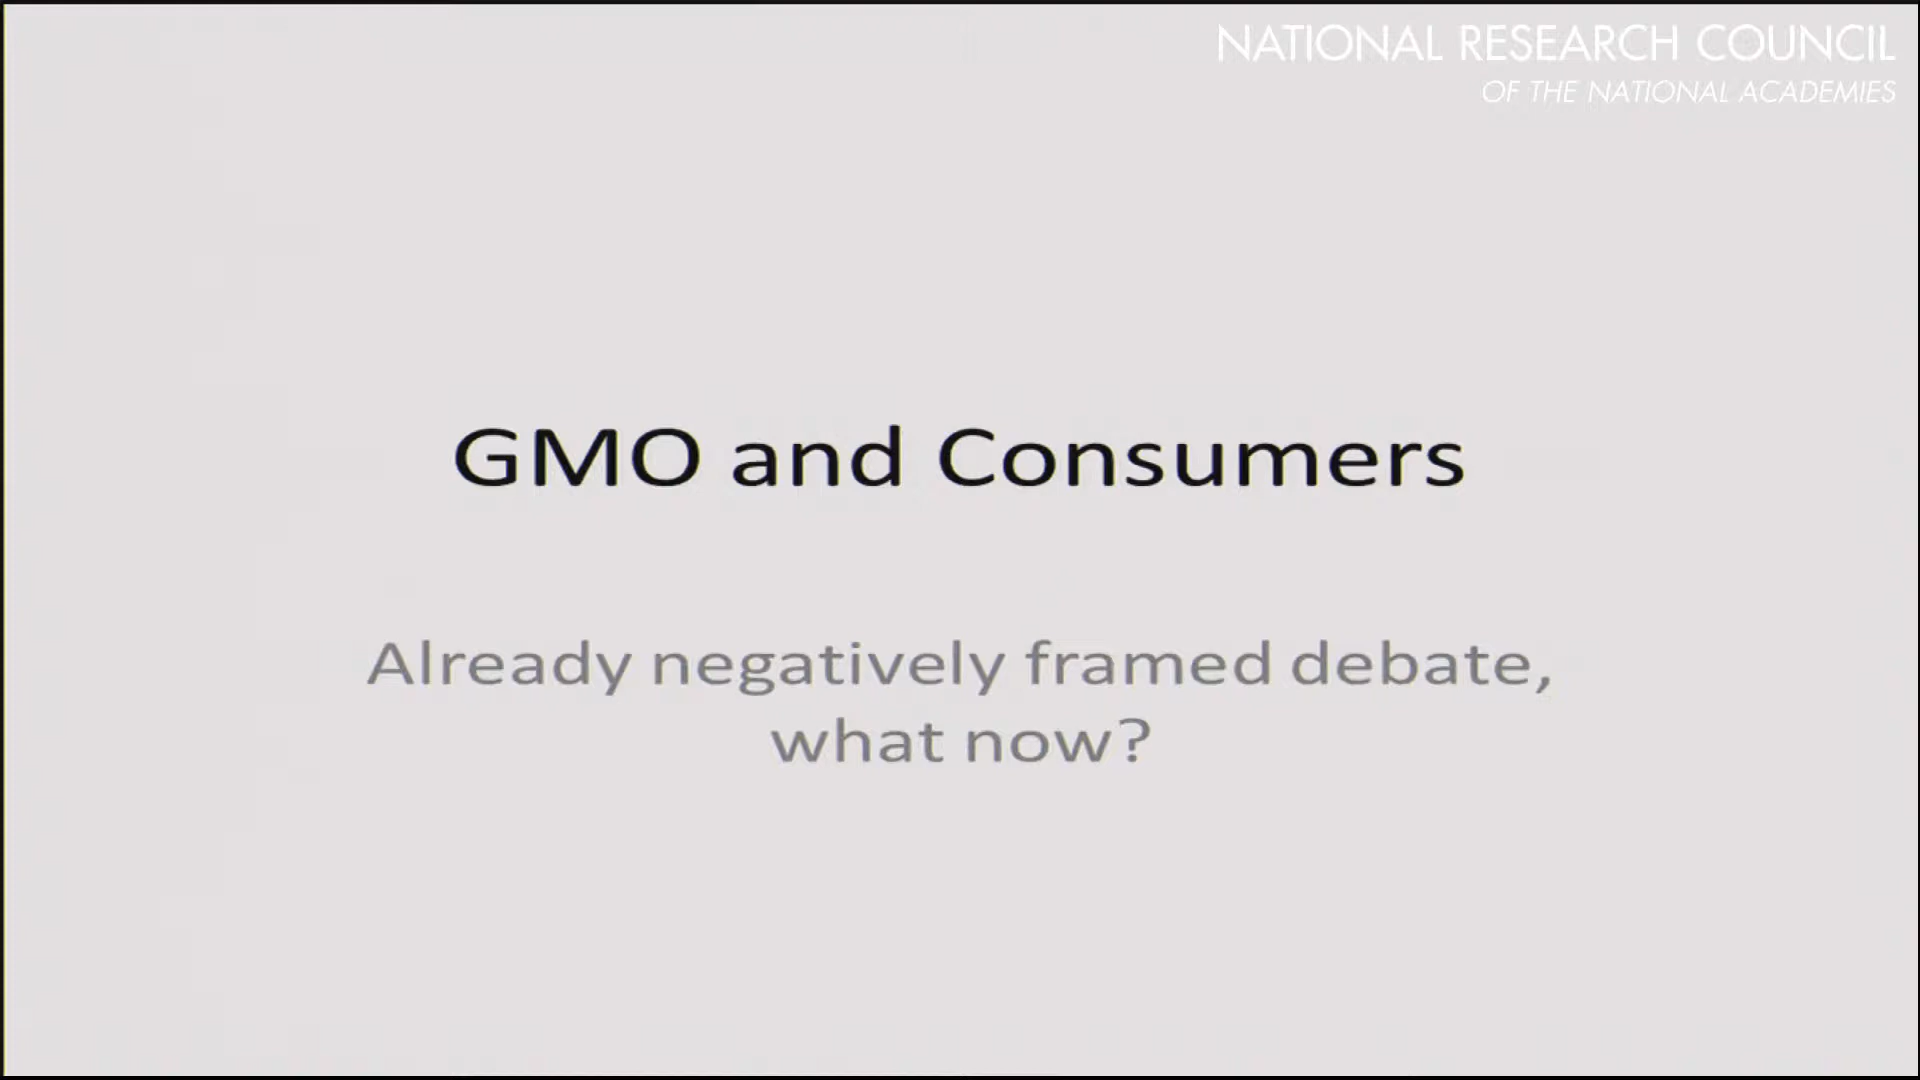 NATIONAL RESEARCH COUNCIL
OF THE NATIONAL ACADEMIES
GMO and Consumers
Already negatively framed debate,
what now?